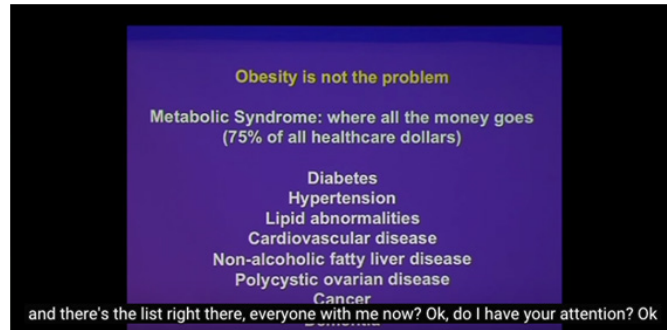 Obesity is not the problem
Metabolic Syndrome: where all the money goes
(75% of all healthcare dollars)
Diabetes
Hypertension
Lipid abnormalities
Cardiovascular disease
Non-alcoholic fatty liver disease
Polycystic ovarian disease
Cancer
and there's the list right there, everyone with me now? Ok, do I have your attention? Ok